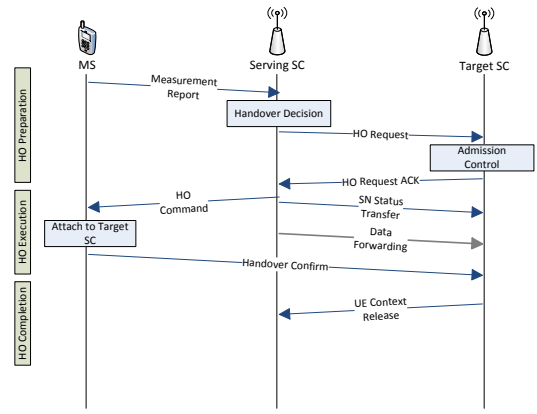 MS
Serving SC
Target SC
HO Preparation
Measurement
Report
Handover Decision
HO Request
Admission
Control
HO Request ACK
HO Execution
HO
Command
SN Status
Transfer
Attach to Target
SC
Data
Forwarding
Handover Confirm
HO Completion
UE Context
Release